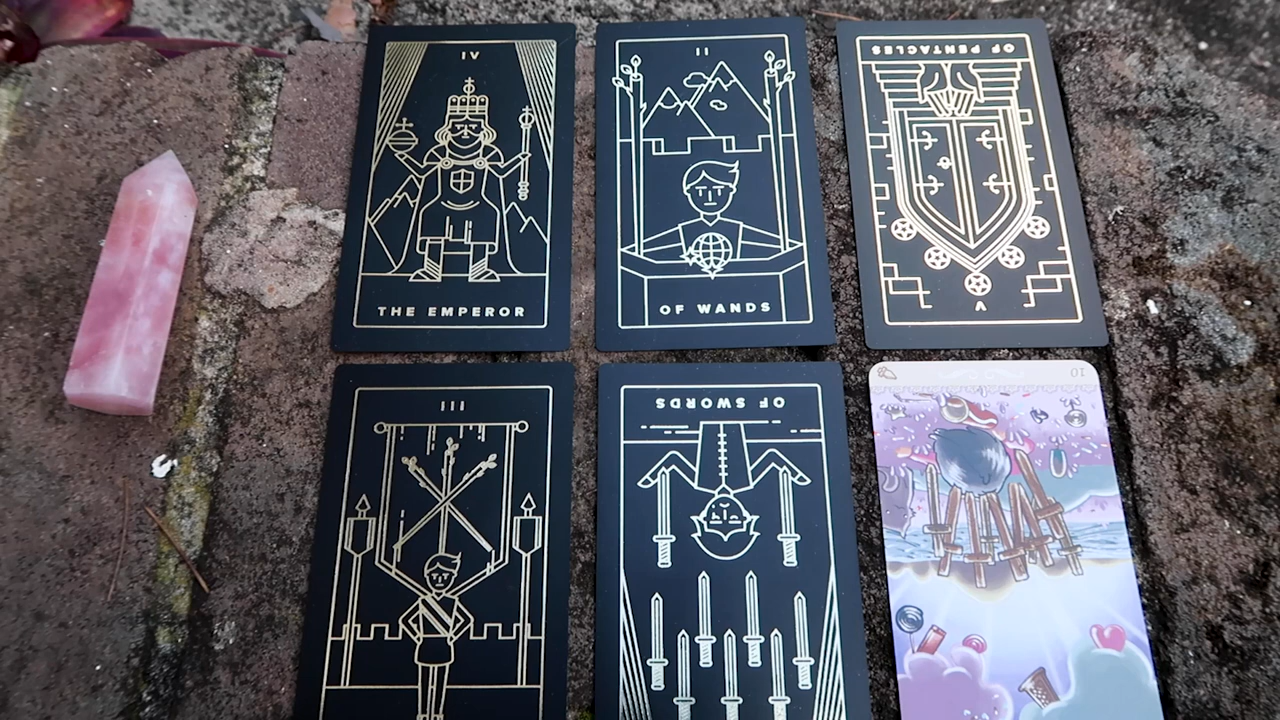 IV
THE EMPEROR
II
OF WANDS
OF PENTACLES
V
III
OF SWORDS
10